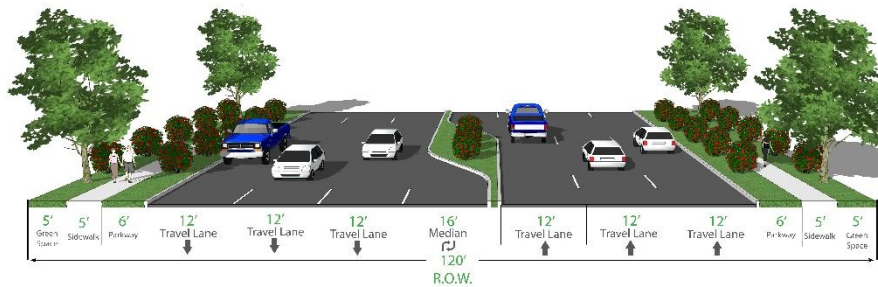 5' 5' 6' 12' 12' 12' 16' 12' 12' 12' 6' 5' 5'
Green Space Sidewalk Parkway Travel Lane Travel Lane Travel Lane Median Travel Lane Travel Lane Travel Lane Parkway Sidewalk Green Space
120'
R.O.W.